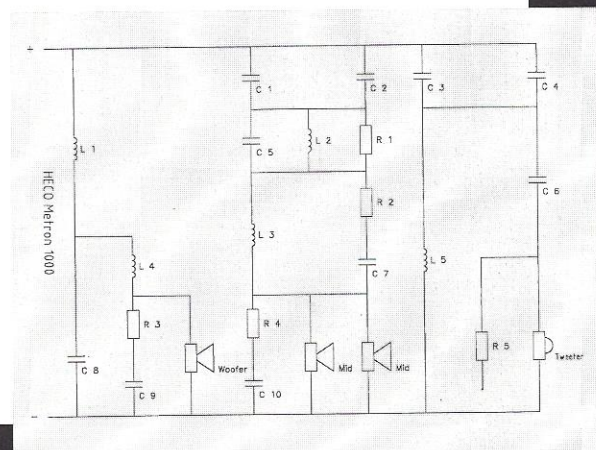 +
C 1
C 2
C 3
C 4
L 1
C 5
L 2
R 1
C 6
R 2
HECO Metron 1000
L 3
L 4
C 7
L 5
R 3
R 4
R 5
C 8
Woofer
Mid
Mid
Tweeter
C 9
C 10
-